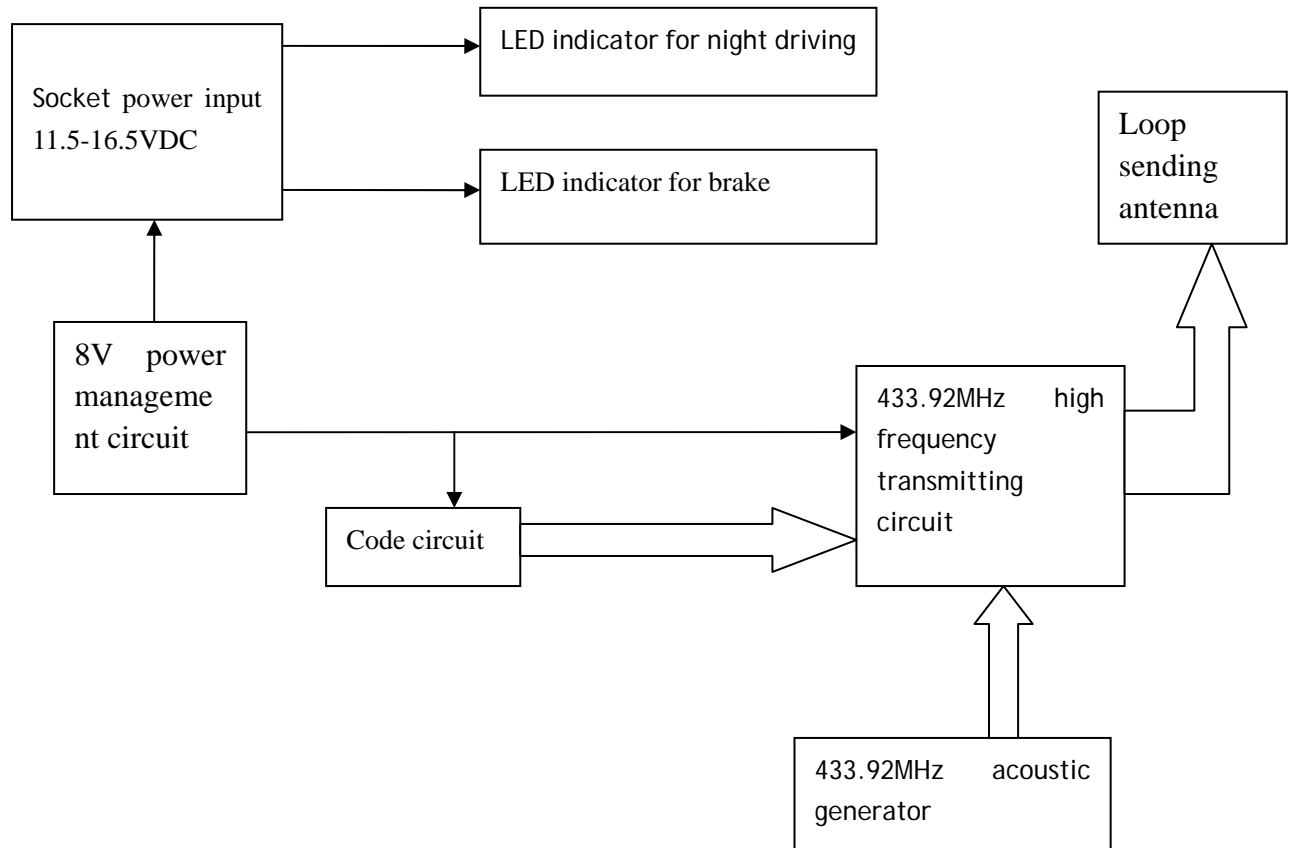 LED indicator for night driving
Socket power input
11.5-16.5VDC
Loop
sending
antenna
LED indicator for brake
8V power
manageme
nt circuit
433.92MHz high
frequency
transmitting
circuit
Code circuit
433.92MHz acoustic
generator